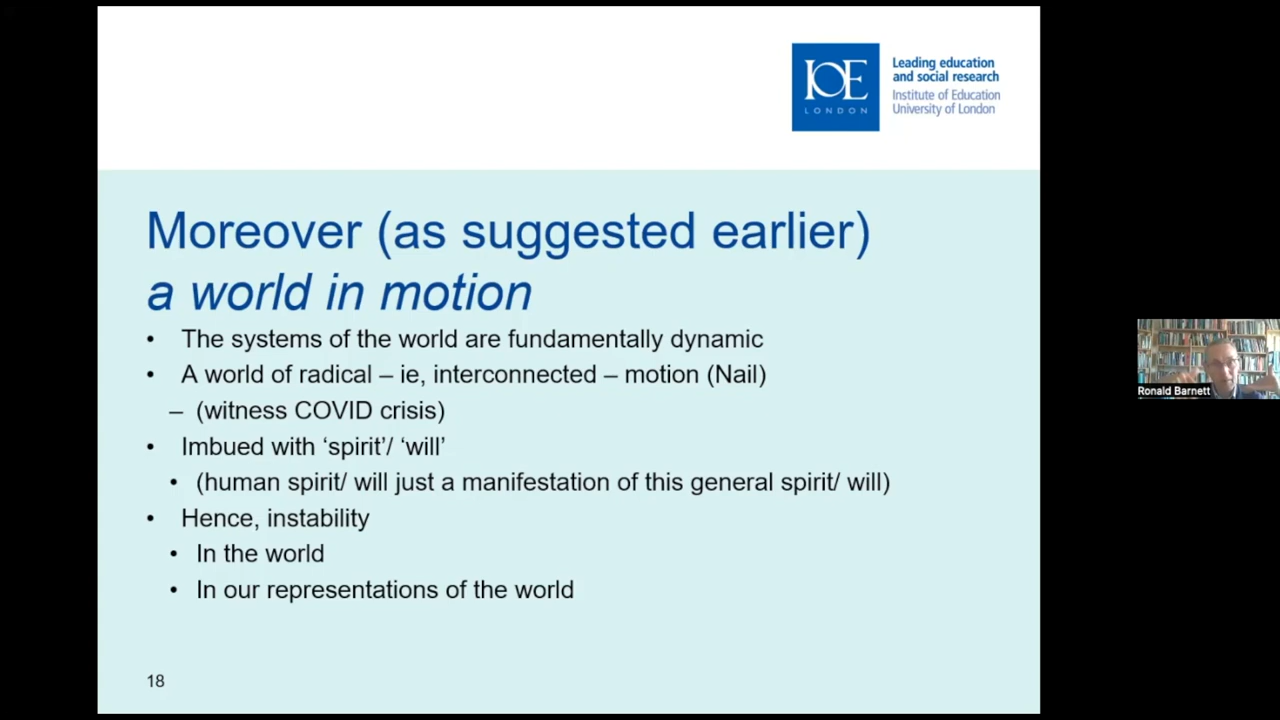 IOE
LONDON
Leading education
and social research
Institute of Education
University of London
Moreover (as suggested earlier)
a world in motion
• The systems of the world are fundamentally dynamic
• A world of radical – ie, interconnected – motion (Nail)
– (witness COVID crisis)
• Imbued with ‘spirit’/ ‘will’
• (human spirit/ will just a manifestation of this general spirit/ will)
• Hence, instability
• In the world
• In our representations of the world
18
Ronald Barnett